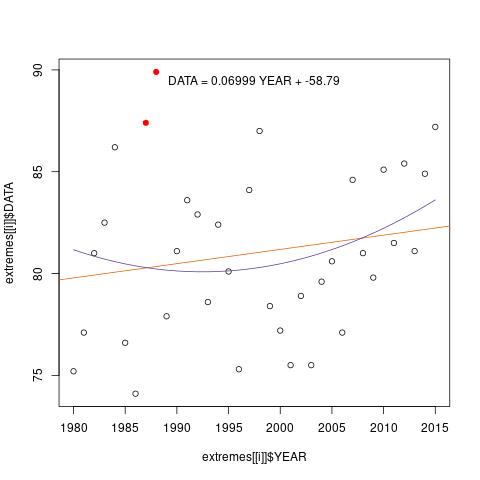 90
DATA = 0.06999 YEAR + -58.79
85
80
75
extremes[[i]]$DATA
1980 1985 1990 1995 2000 2005 2010 2015
extremes[[i]]$YEAR